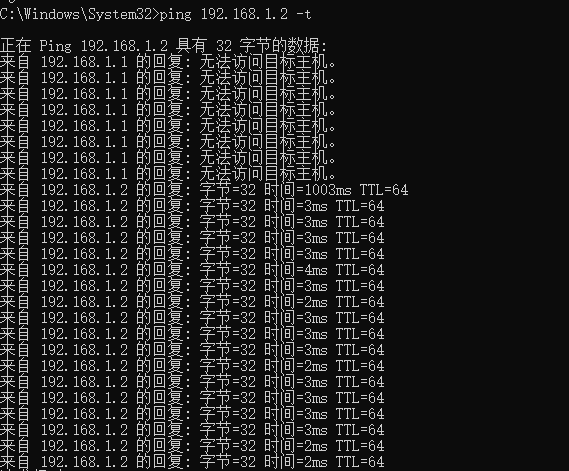 C:\Windows\System32>ping 192.168.1.2 -t
正在 Ping 192.168.1.2 具有 32 字节的数据:
来自 192.168.1.1 的回复: 无法访问目标主机。
来自 192.168.1.1 的回复: 无法访问目标主机。
来自 192.168.1.1 的回复: 无法访问目标主机。
来自 192.168.1.1 的回复: 无法访问目标主机。
来自 192.168.1.1 的回复: 无法访问目标主机。
来自 192.168.1.1 的回复: 无法访问目标主机。
来自 192.168.1.1 的回复: 无法访问目标主机。
来自 192.168.1.1 的回复: 无法访问目标主机。
来自 192.168.1.2 的回复: 字节=32 时间=1003ms TTL=64
来自 192.168.1.2 的回复: 字节=32 时间=3ms TTL=64
来自 192.168.1.2 的回复: 字节=32 时间=3ms TTL=64
来自 192.168.1.2 的回复: 字节=32 时间=3ms TTL=64
来自 192.168.1.2 的回复: 字节=32 时间=3ms TTL=64
来自 192.168.1.2 的回复: 字节=32 时间=4ms TTL=64
来自 192.168.1.2 的回复: 字节=32 时间=3ms TTL=64
来自 192.168.1.2 的回复: 字节=32 时间=2ms TTL=64
来自 192.168.1.2 的回复: 字节=32 时间=3ms TTL=64
来自 192.168.1.2 的回复: 字节=32 时间=3ms TTL=64
来自 192.168.1.2 的回复: 字节=32 时间=3ms TTL=64
来自 192.168.1.2 的回复: 字节=32 时间=2ms TTL=64
来自 192.168.1.2 的回复: 字节=32 时间=3ms TTL=64
来自 192.168.1.2 的回复: 字节=32 时间=3ms TTL=64
来自 192.168.1.2 的回复: 字节=32 时间=3ms TTL=64
来自 192.168.1.2 的回复: 字节=32 时间=3ms TTL=64
来自 192.168.1.2 的回复: 字节=32 时间=2ms TTL=64
来自 192.168.1.2 的回复: 字节=32 时间=2ms TTL=64